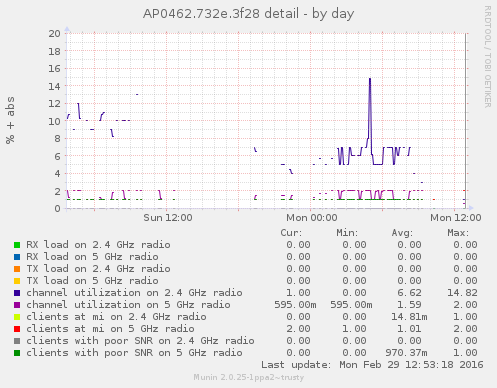 AP0462.732e.3f28 detail - by day
RRDTOOL / TOBI OETIKER
% + abs
20
18
16
14
12
10
8
6
4
2
0
Sun 12:00 Mon 00:00 Mon 12:00
Cur: Min: Avg: Max:
RX load on 2.4 GHz radio 0.00 0.00 0.00 0.00
RX load on 5 GHz radio 0.00 0.00 0.00 0.00
TX load on 2.4 GHz radio 0.00 0.00 0.00 0.00
TX load on 5 GHz radio 0.00 0.00 0.00 0.00
channel utilization on 2.4 GHz radio 1.00 0.00 6.62 14.82
channel utilization on 5 GHz radio 595.00m 595.00m 1.59 2.00
clients at mi on 2.4 GHz radio 0.00 0.00 14.81m 1.00
clients at mi on 5 GHz radio 2.00 1.00 1.01 2.00
clients with poor SNR on 2.4 GHz radio 0.00 0.00 0.00 0.00
clients with poor SNR on 5 GHz radio 0.00 0.00 970.37m 1.00
Last update: Mon Feb 29 12:53:18 2016
Munin 2.0.25-1ppa2~trusty